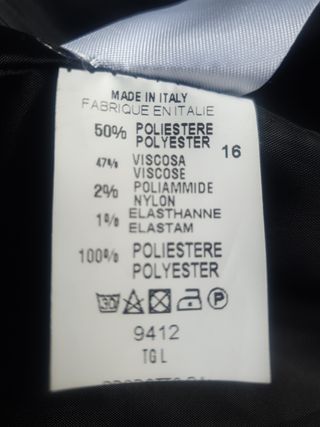 MADE IN ITALY
FABRIQUE EN ITALIE
50% POLIESTERE
POLYESTER
16
47% VISCOSA
VISCOSE
2% POLIAMMIDE
NYLON
1% ELASTHANNE
ELASTAM
100% POLIESTERE
POLYESTER
30 P
9412
TG L